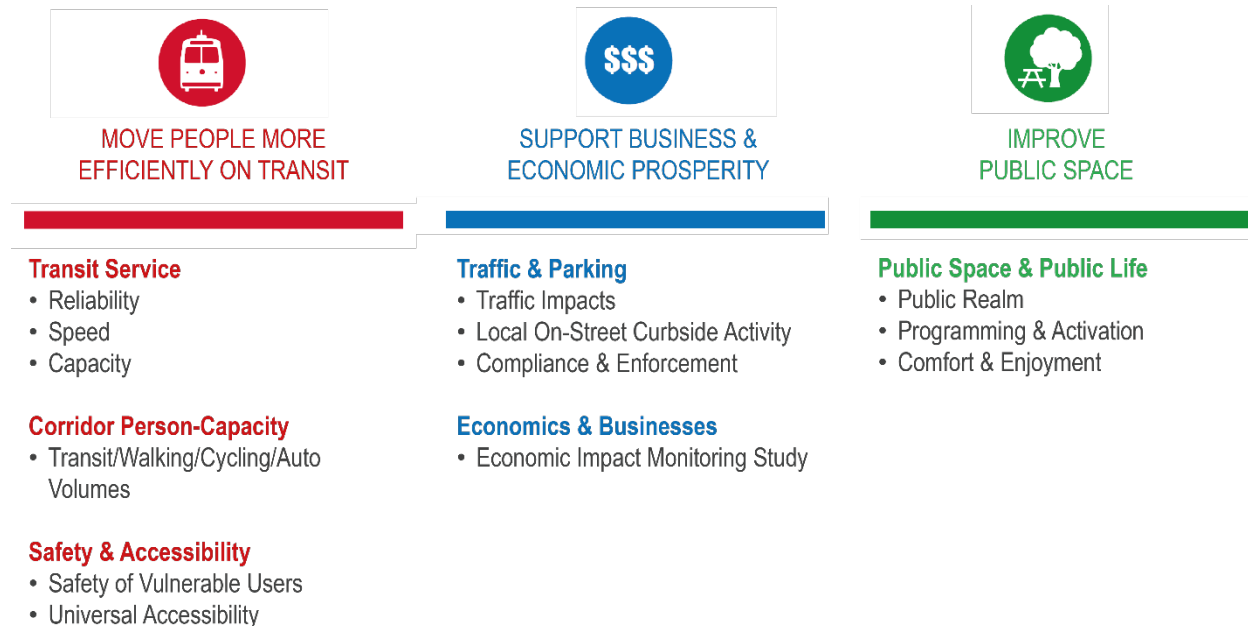 $$$
MOVE PEOPLE MORE
EFFICIENTLY ON TRANSIT
SUPPORT BUSINESS &
ECONOMIC PROSPERITY
IMPROVE
PUBLIC SPACE
Transit Service
• Reliability
• Speed
• Capacity
Corridor Person-Capacity
• Transit/Walking/Cycling/Auto
Volumes
Safety & Accessibility
• Safety of Vulnerable Users
• Universal Accessibility
Traffic & Parking
• Traffic Impacts
• Local On-Street Curbside Activity
• Compliance & Enforcement
Economics & Businesses
• Economic Impact Monitoring Study
Public Space & Public Life
• Public Realm
• Programming & Activation
• Comfort & Enjoyment